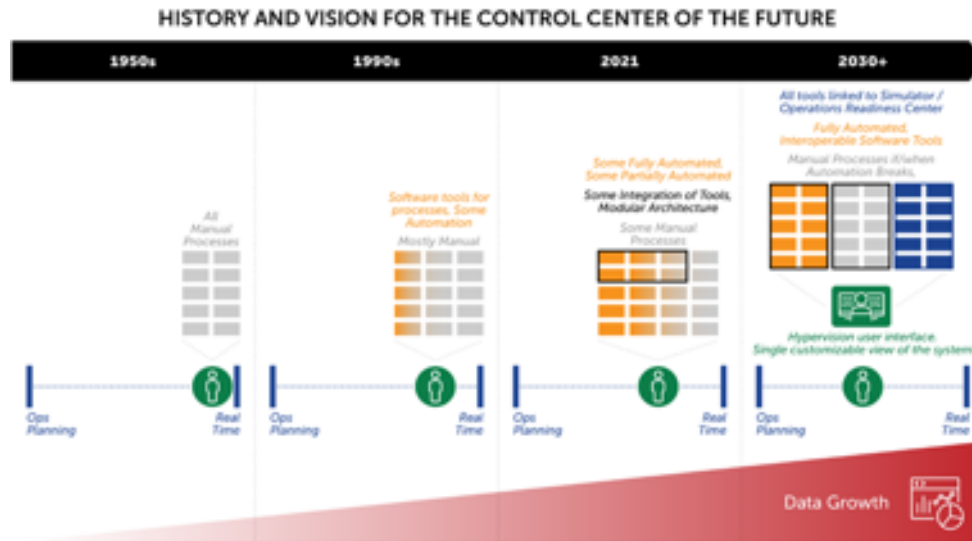 HISTORY AND VISION FOR THE CONTROL CENTER OF THE FUTURE
1950s
1990s
2021
2030+
All
Manual
Processes
Software tools for
processes, Some
Automation
Mostly Manual
Some Fully Automated,
Some Partially Automated
Some Integration of Tools,
Modular Architecture
Some Manual
Processes
All tools linked to Simulator /
Operations Readiness Center
Fully Automated,
Interoperable Software Tools
Manual Processes if/when
Automation Breaks,
Hypervision user interface.
Single customizable view of the system
Ops
Planning
Real
Time
Ops
Planning
Real
Time
Ops
Planning
Real
Time
Ops
Planning
Real
Time
Data Growth